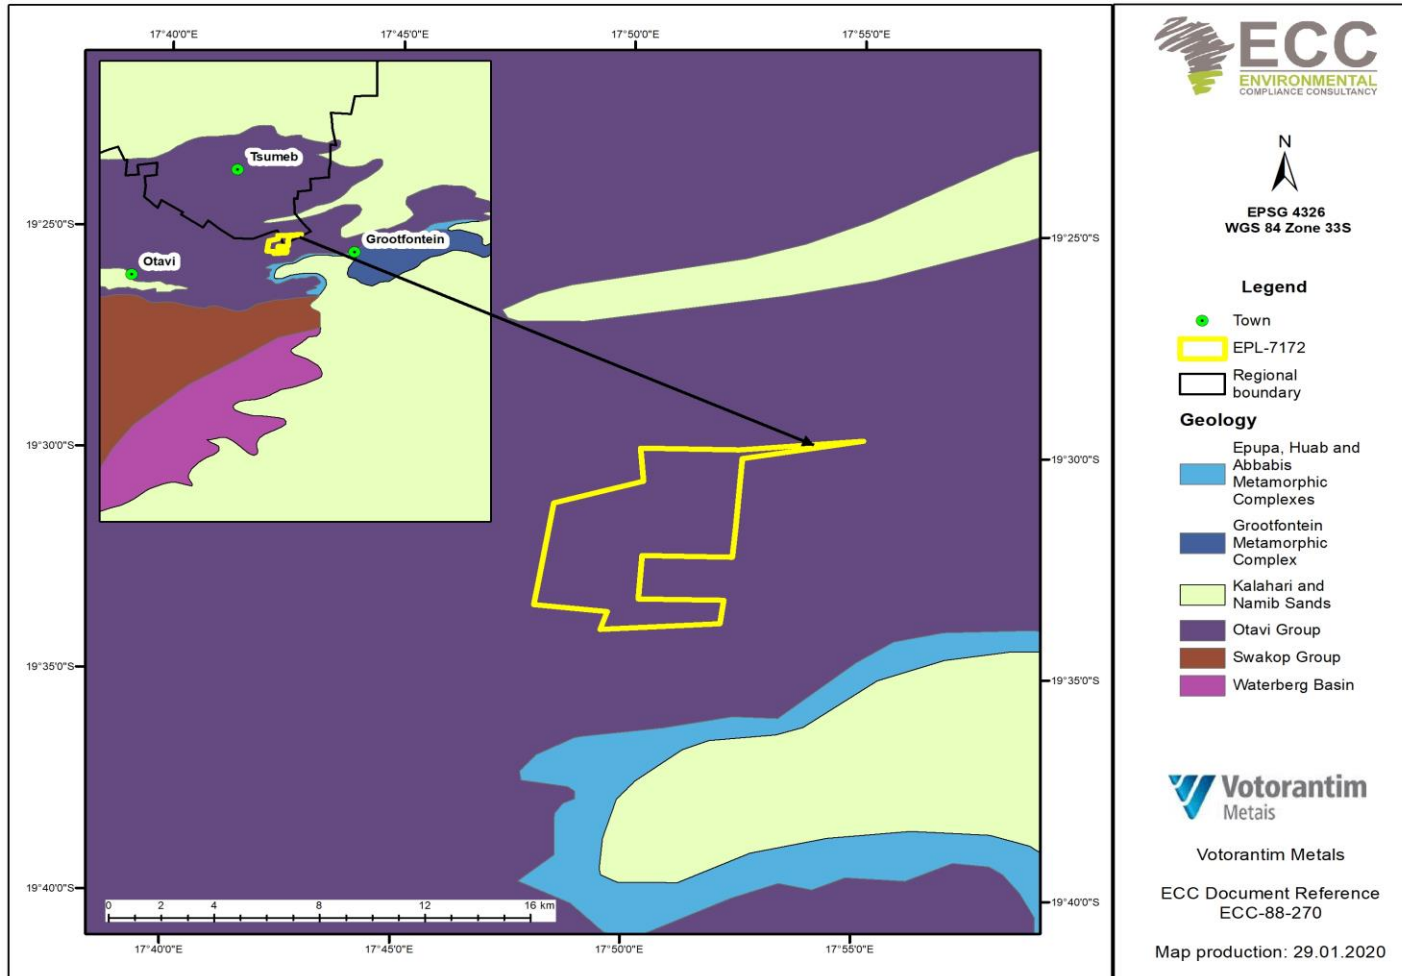 17°40'0"E
17°45'0"E
17°50'0"E
17°55'0"E
Tsumeb
Grootfontein
Otavi
19°25'0"S
19°25'0"S
19°30'0"S
19°30'0"S
19°35'0"S
19°35'0"S
19°40'0"S
19°40'0"S
0 2 4 8 12 16 km
17°40'0"E
17°45'0"E
17°50'0"E
17°55'0"E
ECC
ENVIRONMENTAL
COMPLIANCE CONSULTANCY
N
EPSG 4326
WGS 84 Zone 33S
Legend
Town
EPL-7172
Regional
boundary
Geology
Epupa, Huab and
Abbabis
Metamorphic
Complexes
Grootfontein
Metamorphic
Complex
Kalahari and
Namib Sands
Otavi Group
Swakop Group
Waterberg Basin
Votorantim
Metais
Votorantim Metals
ECC Document Reference
ECC-88-270
Map production: 29.01.2020